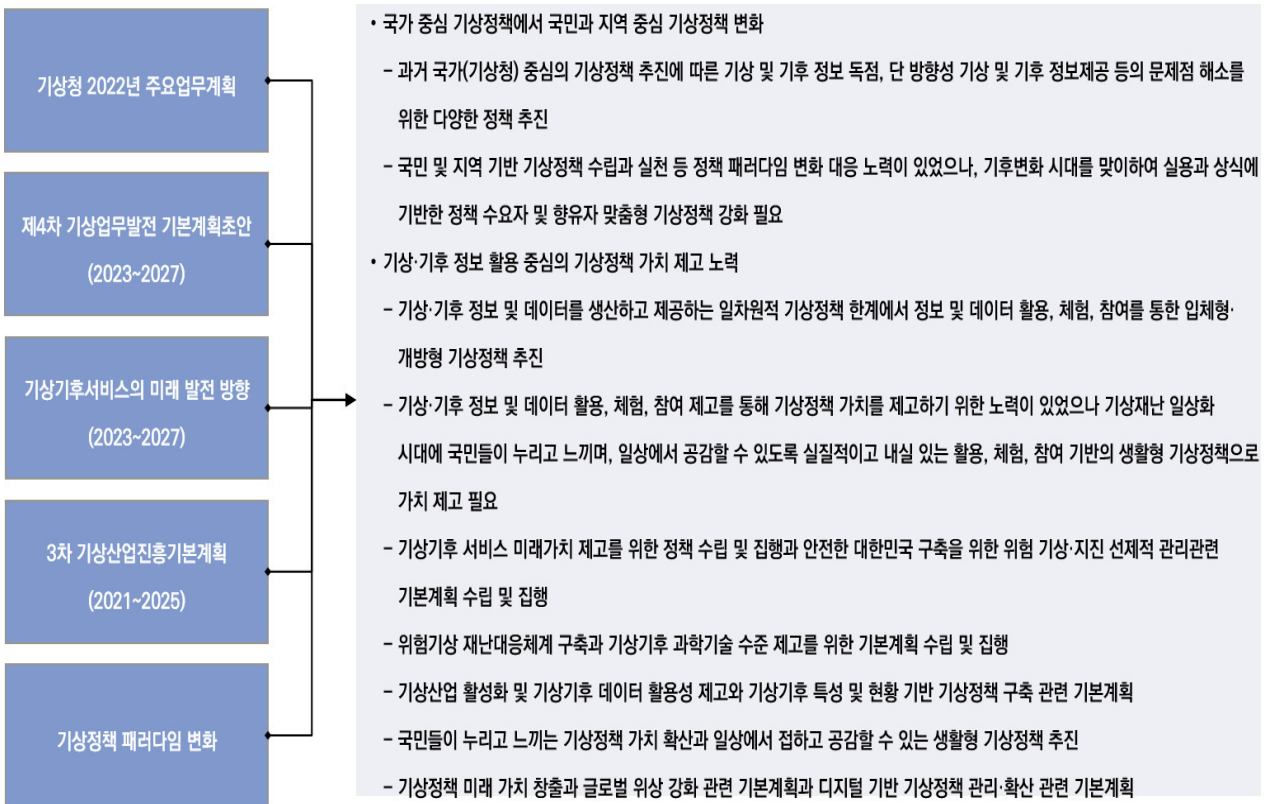 기상청 2022년 주요업무계획
제4차 기상업무발전 기본계획초안
(2023~2027)
기상기후서비스의 미래 발전 방향
(2023~2027)
3차 기상산업진흥기본계획
(2021~2025)
기상정책 패러다임 변화
• 국가 중심 기상정책에서 국민과 지역 중심 기상정책 변화
– 과거 국가(기상청) 중심의 기상정책 추진에 따른 기상 및 기후 정보 독점, 단 방향성 기상 및 기후 정보제공 등의 문제점 해소를
위한 다양한 정책 추진
– 국민 및 지역 기반 기상정책 수립과 실천 등 정책 패러다임 변화 대응 노력이 있었으나, 기후변화 시대를 맞이하여 실용과 상식에
기반한 정책 수요자 및 향유자 맞춤형 기상정책 강화 필요
• 기상·기후 정보 활용 중심의 기상정책 가치 제고 노력
– 기상·기후 정보 및 데이터를 생산하고 제공하는 일차원적 기상정책 한계에서 정보 및 데이터 활용, 체험, 참여를 통한 입체형·
개방형 기상정책 추진
– 기상·기후 정보 및 데이터 활용, 체험, 참여 제고를 통해 기상정책 가치를 제고하기 위한 노력이 있었으나 기상재난 일상화
시대에 국민들이 누리고 느끼며, 일상에서 공감할 수 있도록 실질적이고 내실 있는 활용, 체험, 참여 기반의 생활형 기상정책으로
가치 제고 필요
– 기상기후 서비스 미래가치 제고를 위한 정책 수립 및 집행과 안전한 대한민국 구축을 위한 위험 기상·지진 선제적 관리관련
기본계획 수립 및 집행
– 위험기상 재난대응체계 구축과 기상기후 과학기술 수준 제고를 위한 기본계획 수립 및 집행
– 기상산업 활성화 및 기상기후 데이터 활용성 제고와 기상기후 특성 및 현황 기반 기상정책 구축 관련 기본계획
– 국민들이 누리고 느끼는 기상정책 가치 확산과 일상에서 접하고 공감할 수 있는 생활형 기상정책 추진
– 기상정책 미래 가치 창출과 글로벌 위상 강화 관련 기본계획과 디지털 기반 기상정책 관리·확산 관련 기본계획